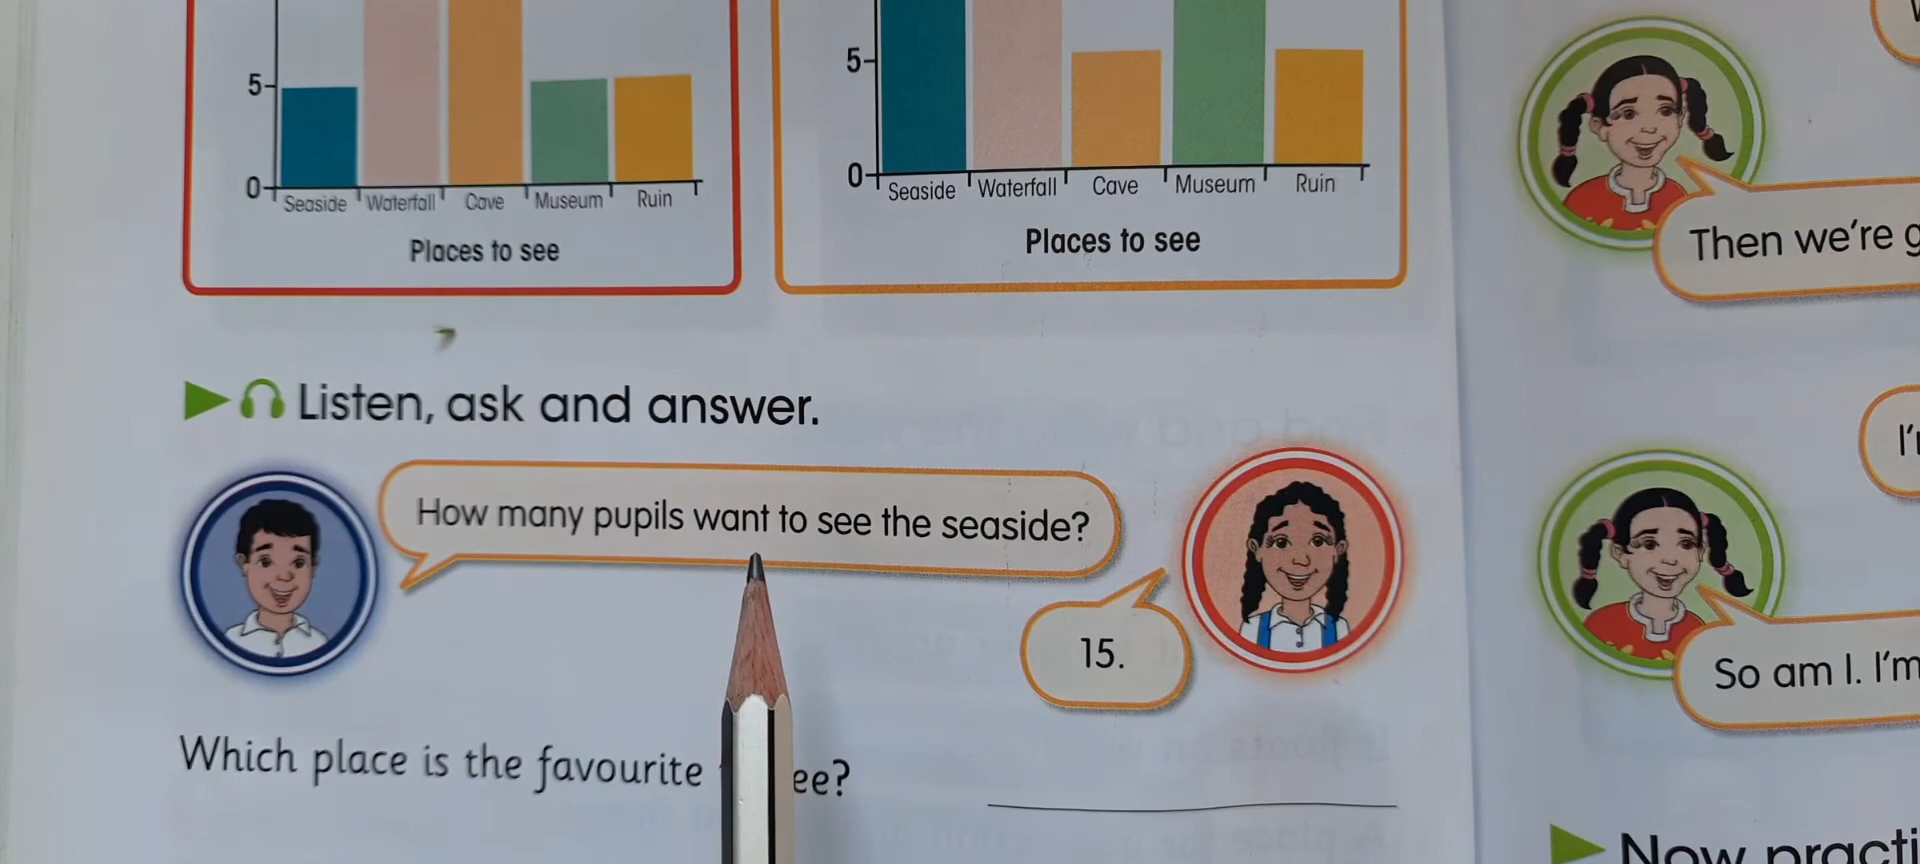 5
0
Seaside Waterfall Cave Museum Ruin
Places to see
5
0
Seaside Waterfall Cave Museum Ruin
Places to see
Then we're
Listen, ask and answer.
How many pupils want to see the seaside?
15.
Which place is the favourite
So am I. I'm
Now